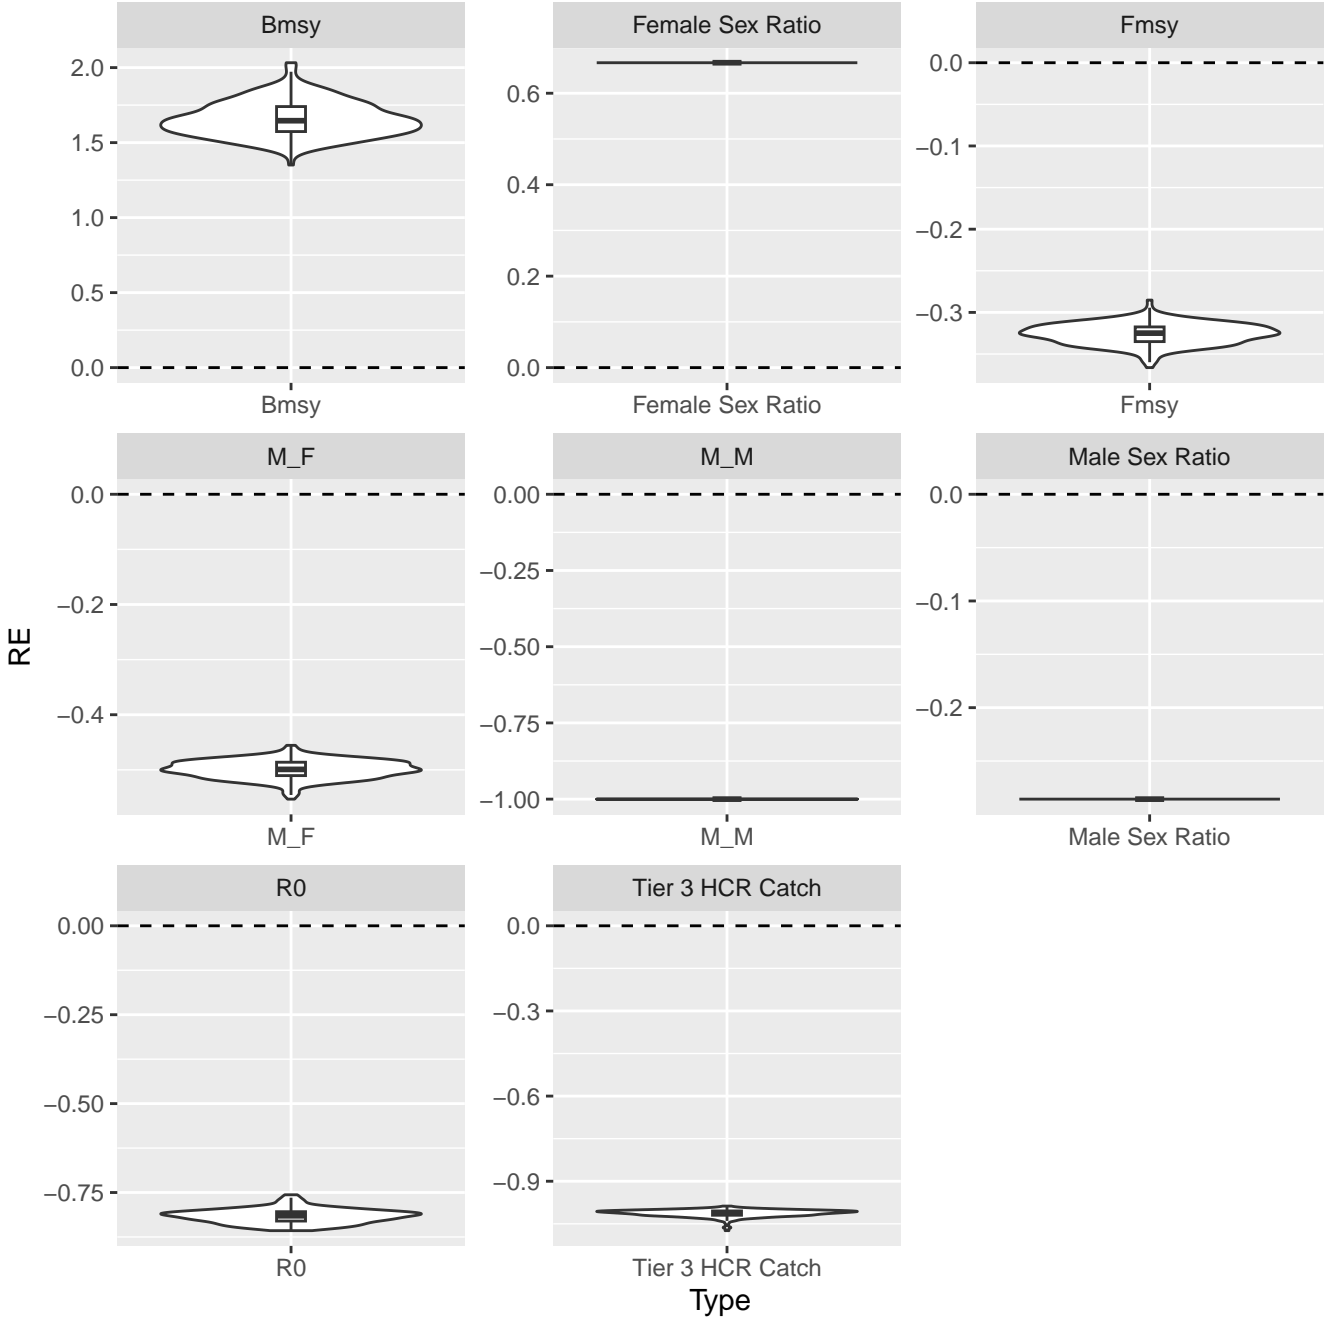 Bmsy
Female Sex Ratio
Fmsy
2.0
1.5
1.0
0.5
0.0
0.6
0.4
0.2
0.0
0.0
−0.1
−0.2
−0.3
Bmsy
Female Sex Ratio
Fmsy
M_F
M_M
Male Sex Ratio
0.0
−0.2
−0.4
0.00
−0.25
−0.50
−0.75
−1.00
0.0
−0.1
−0.2
RE
M_F
M_M
Male Sex Ratio
R0
Tier 3 HCR Catch
0.00
−0.25
−0.50
−0.75
0.0
−0.3
−0.6
−0.9
R0
Tier 3 HCR Catch
Type